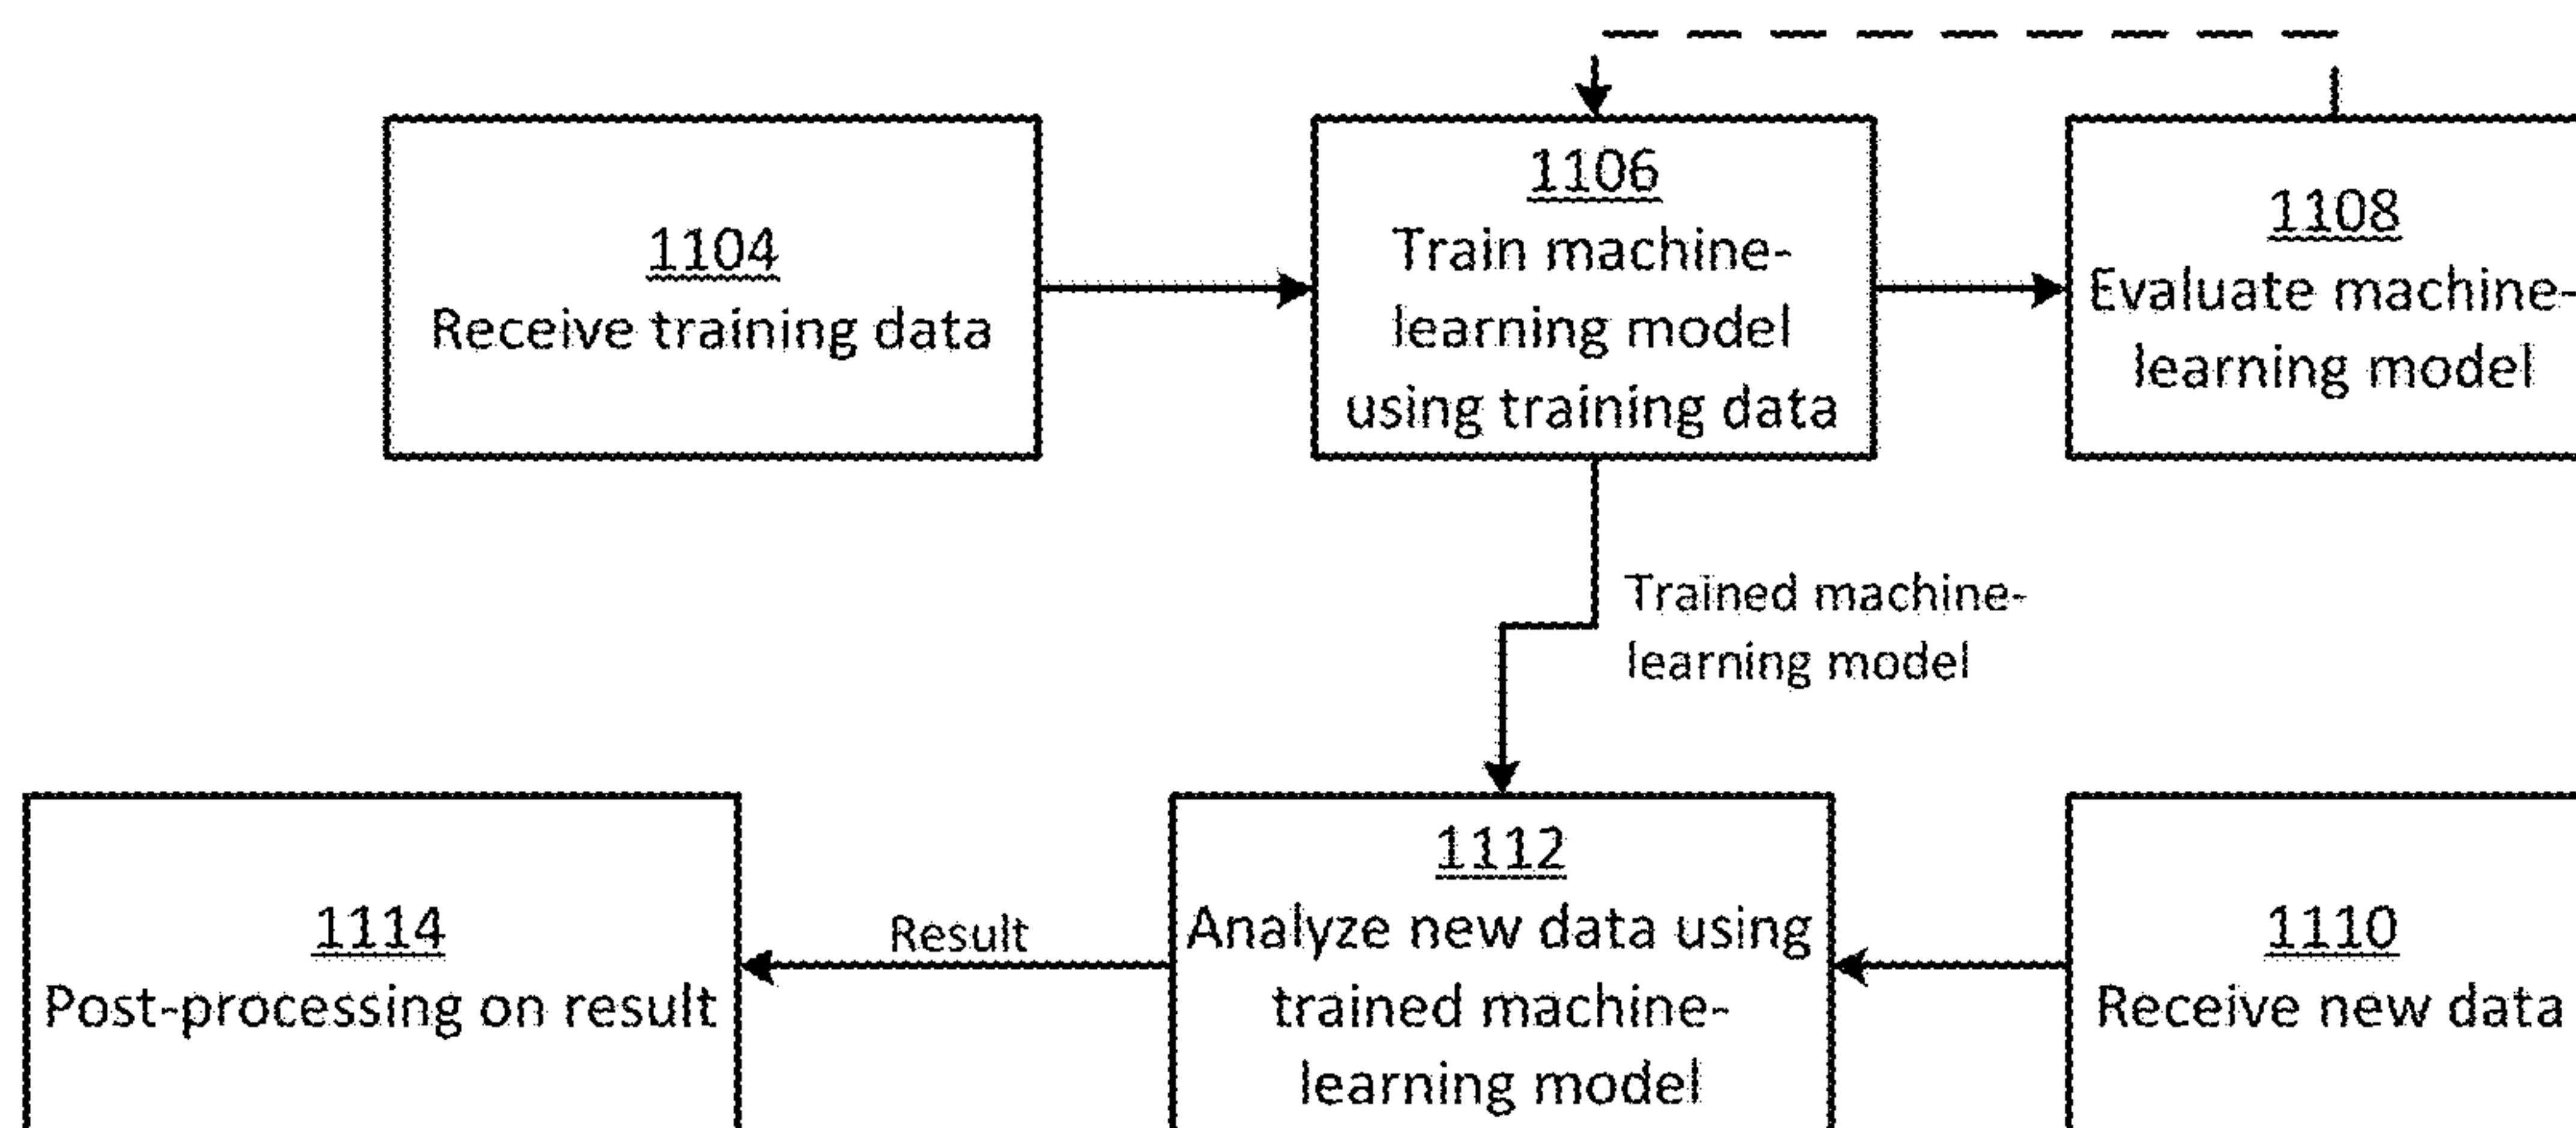 1104
Receive training data
1106
Train machine-
learning model
using training data
1108
Evaluate machine-
learning model
Trained machine-
learning model
1114
Post-processing on result
Result
1112
Analyze new data using
trained machine-
learning model
1110
Receive new data